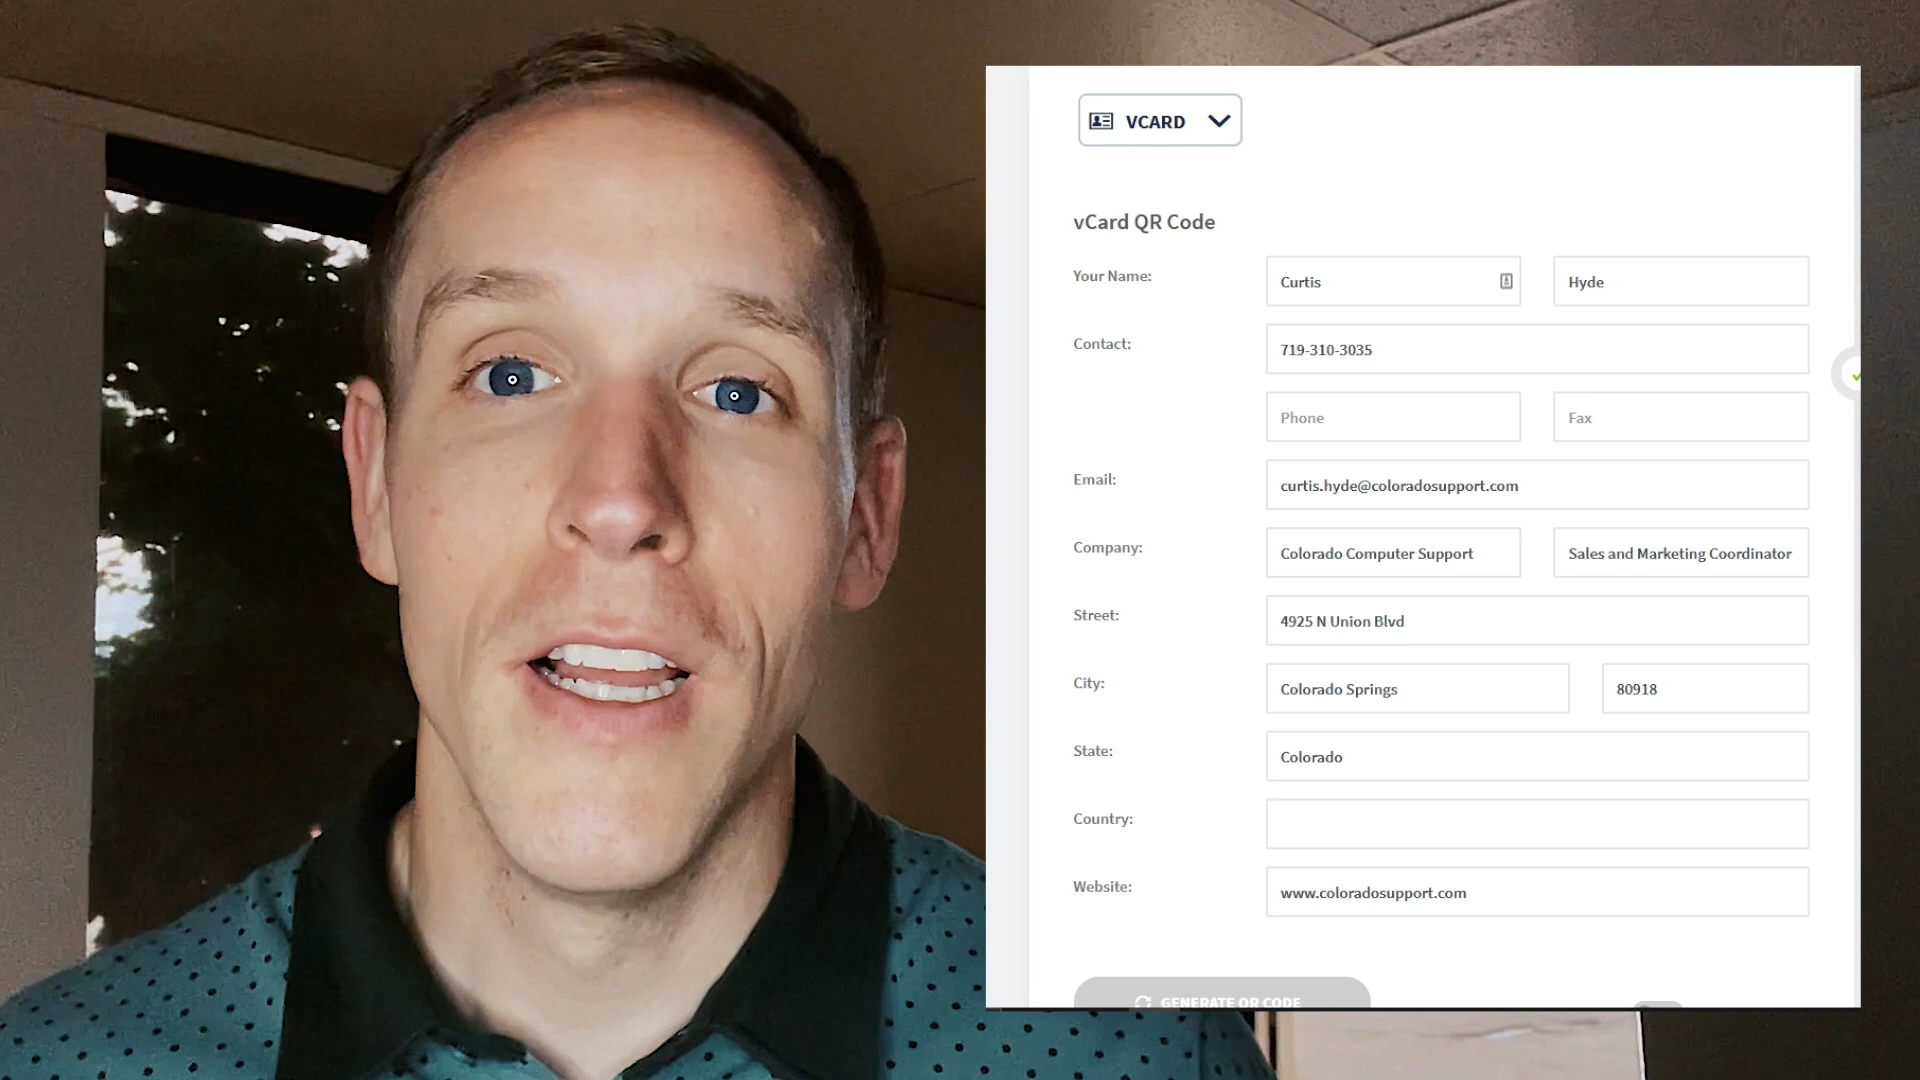 VCARD
vCard QR Code
Your Name: Curtis Hyde
Contact: 719-310-3035
Phone Fax
Email: curtis.hyde@coloradosupport.com
Company: Colorado Computer Support Sales and Marketing Coordinator
Street: 4925 N Union Blvd
City: Colorado Springs 80918
State: Colorado
Country:
Website: www.coloradosupport.com
GENERATE QR CODE